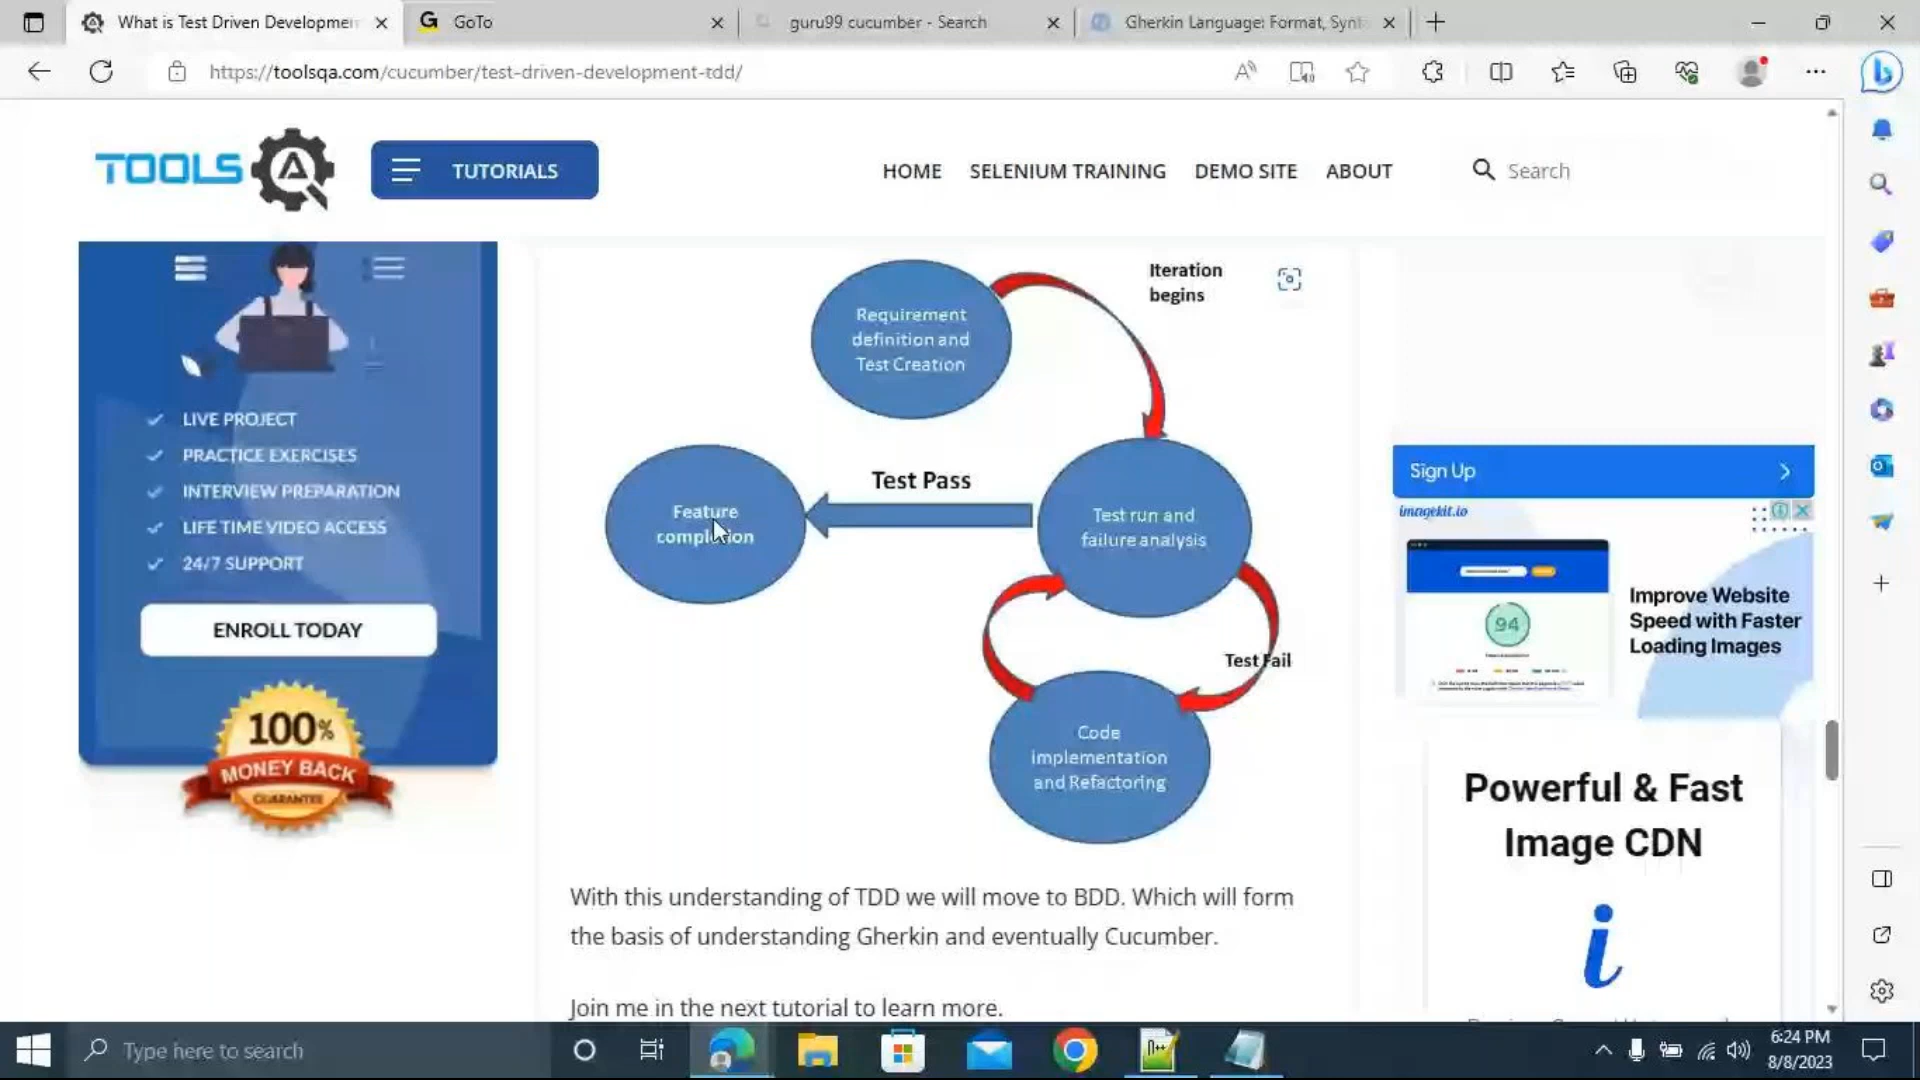 What is Test Driven Developmen
GoTo
guru99 cucumber - Search
Gherkin Language: Format, Synt
https://toolsqa.com/cucumber/test-driven-development-tdd/
TOOLS
TUTORIALS
HOME
SELENIUM TRAINING
DEMO SITE
ABOUT
Search
LIVE PROJECT
PRACTICE EXERCISES
INTERVIEW PREPARATION
LIFE TIME VIDEO ACCESS
24/7 SUPPORT
ENROLL TODAY
100%
MONEY BACK
GUARANTEE
Iteration
begins
Requirement
definition and
Test Creation
Test Pass
Feature
completion
Test run and
failure analysis
Test Fail
Code
implementation
and Refactoring
With this understanding of TDD we will move to BDD. Which will form
the basis of understanding Gherkin and eventually Cucumber.
Join me in the next tutorial to learn more.
Sign Up
imagekit.io
94
Improve Website
Speed with Faster
Loading Images
Powerful & Fast
Image CDN
i
Type here to search
6:24 PM
8/8/2023